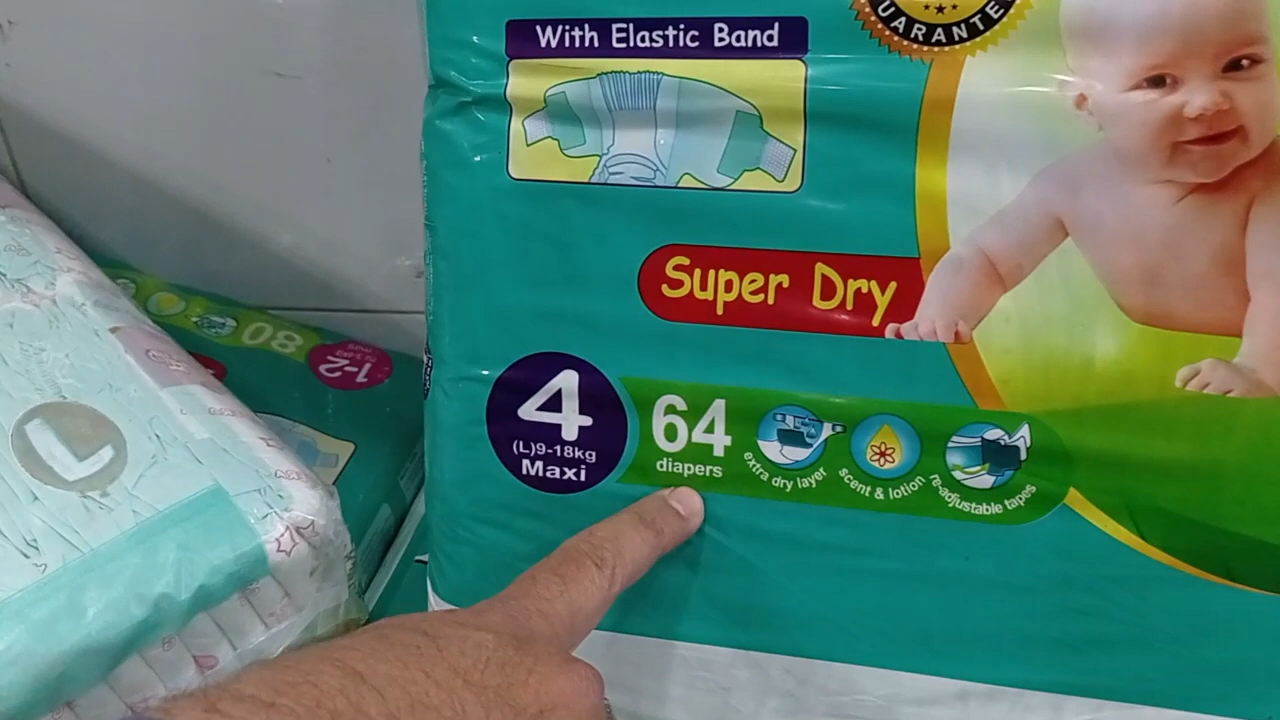 UARANTE
With Elastic Band
Super Dry
4
(L)9-18kg
Maxi
64
diapers
extra dry layer
scent & lotion
re-adjustable tapes
80
1-2
L